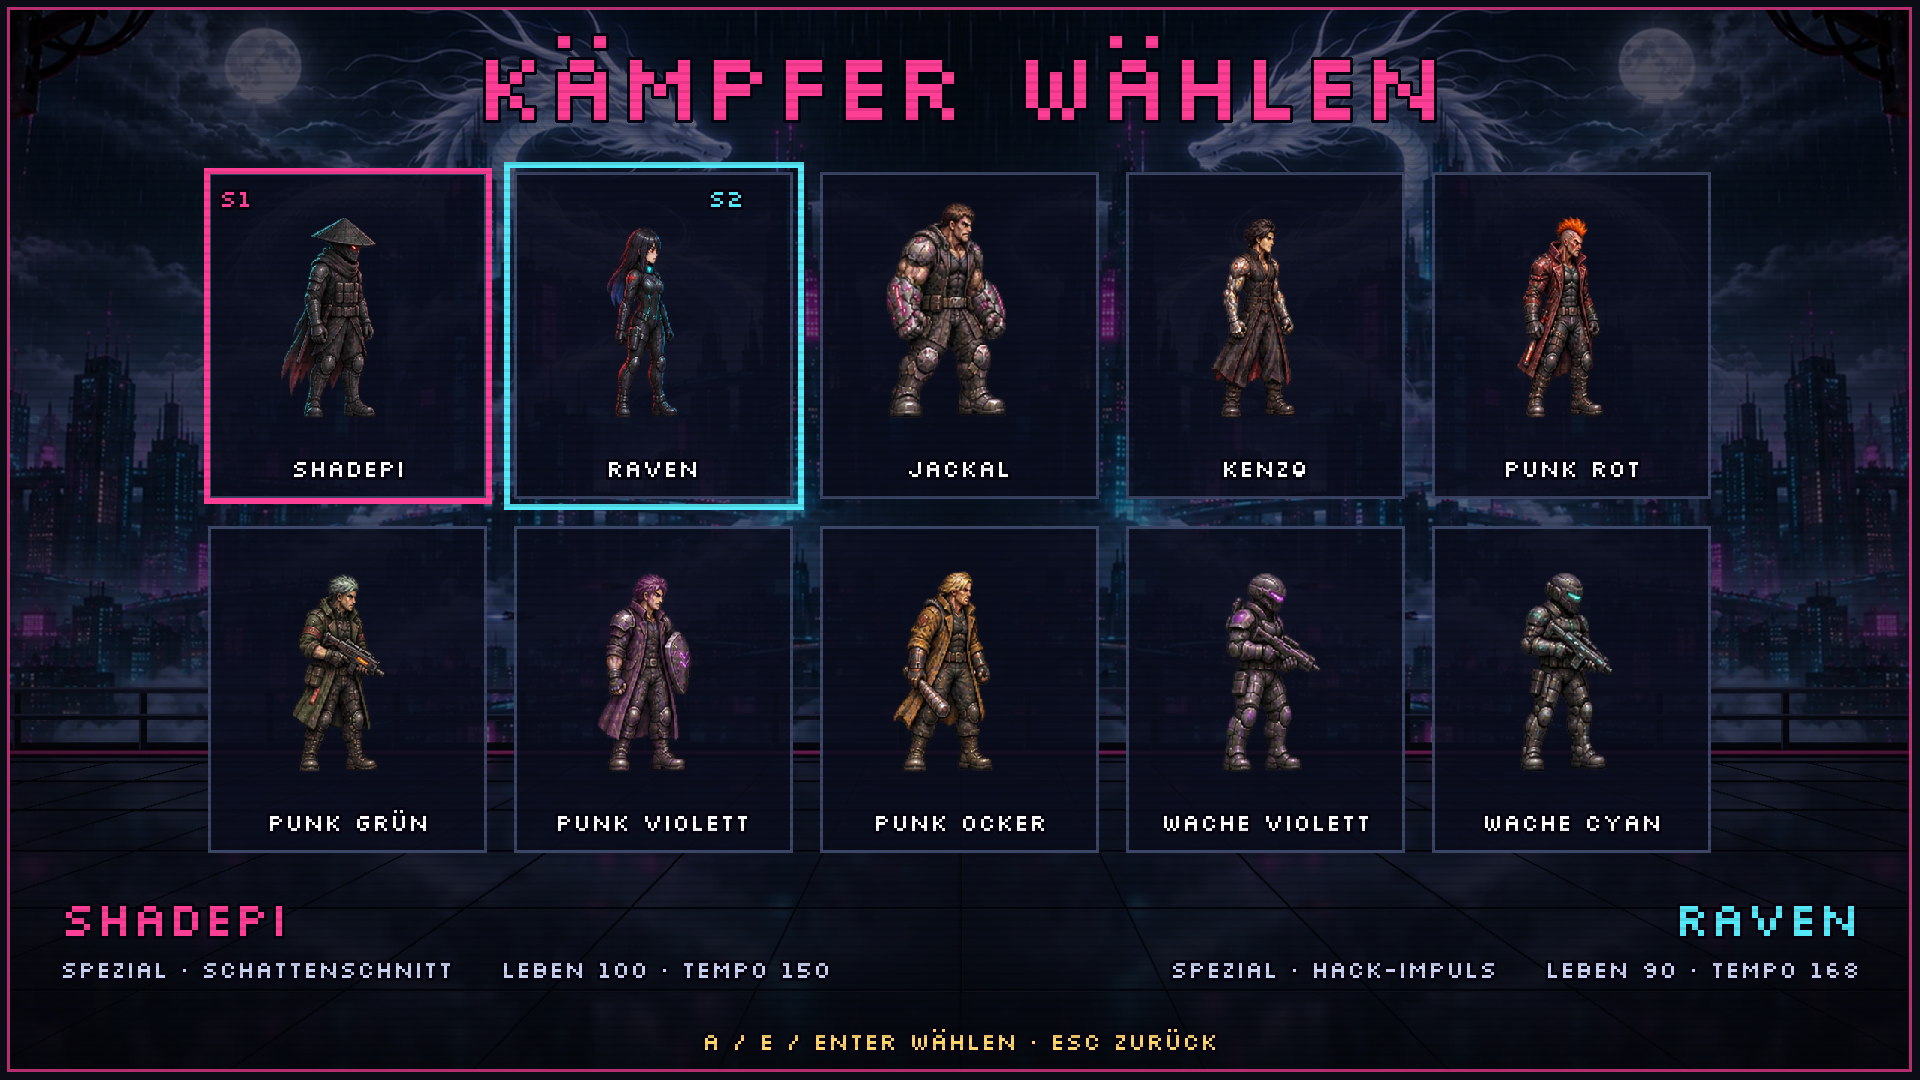 KÄMPFER WÄHLEN
S1
S2
SHADEPI
RAVEN
JACKAL
KENZO
PUNK ROT
PUNK GRÜN
PUNK VIOLETT
PUNK OCKER
WACHE VIOLETT
WACHE CYAN
SHADEPI
RAVEN
SPEZIAL · SCHATTENSCHNITT LEBEN 100 · TEMPO 150
SPEZIAL · HACK-IMPULS LEBEN 90 · TEMPO 168
A / E / ENTER WÄHLEN · ESC ZURÜCK